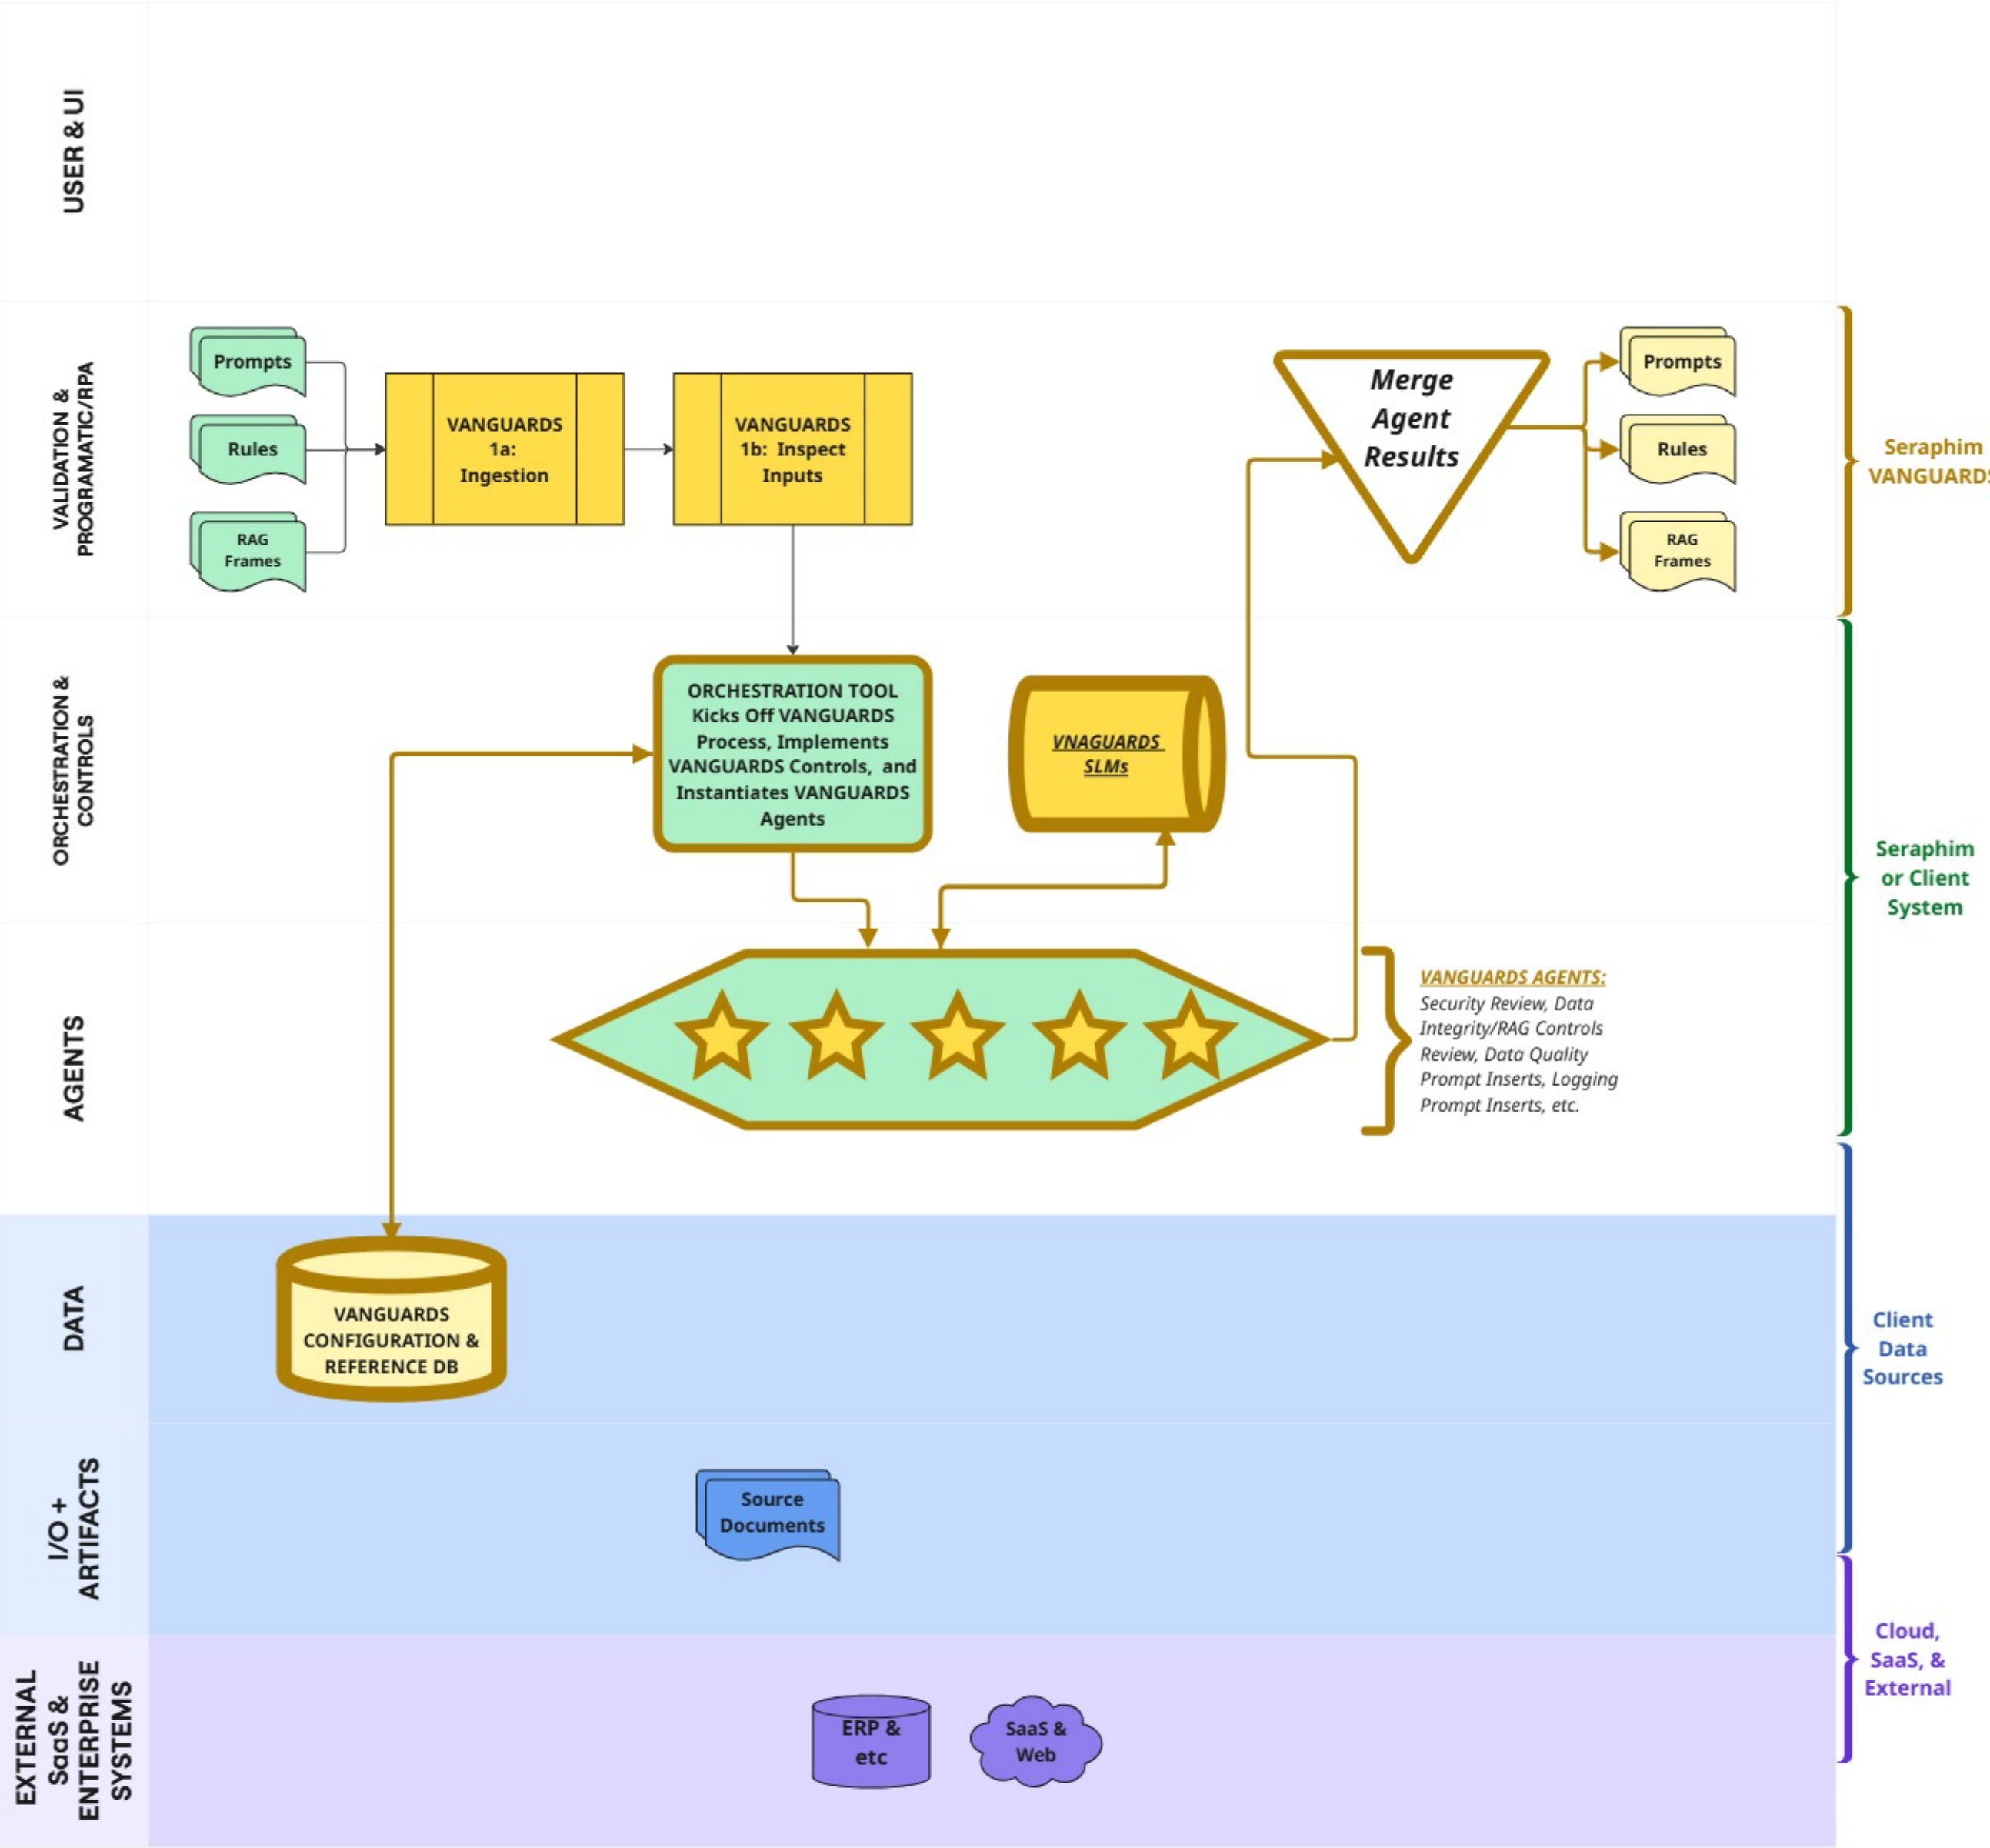 USER & UI
VALIDATION &
PROGRAMATIC/RPA
Prompts
Rules
RAG
Frames
VANGUARDS
1a:
Ingestion
VANGUARDS
1b:  Inspect
Inputs
Merge
Agent
Results
Prompts
Rules
RAG
Frames
Seraphim
VANGUARDS
ORCHESTRATION &
CONTROLS
ORCHESTRATION TOOL
Kicks Off VANGUARDS
Process, Implements
VANGUARDS Controls,  and
Instantiates VANGUARDS
Agents
VNAGUARDS
SLMs
Seraphim
or Client
System
AGENTS
VANGUARDS AGENTS:
Security Review, Data
Integrity/RAG Controls
Review, Data Quality
Prompt Inserts, Logging
Prompt Inserts, etc.
DATA
VANGUARDS
CONFIGURATION &
REFERENCE DB
Client
Data
Sources
I/O +
ARTIFACTS
Source
Documents
EXTERNAL
SaaS &
ENTERPRISE
SYSTEMS
ERP &
etc
SaaS &
Web
Cloud,
SaaS, &
External